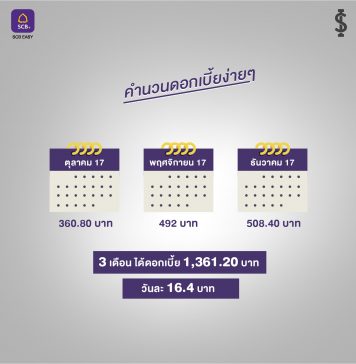 SCB
SCB EASY
คำนวนดอกเบี้ยง่ายๆ
ตุลาคม 17
พฤศจิกายน 17
ธันวาคม 17
360.80 บาท
492 บาท
508.40 บาท
3 เดือน ได้ดอกเบี้ย 1,361.20 บาท
วันละ 16.4 บาท